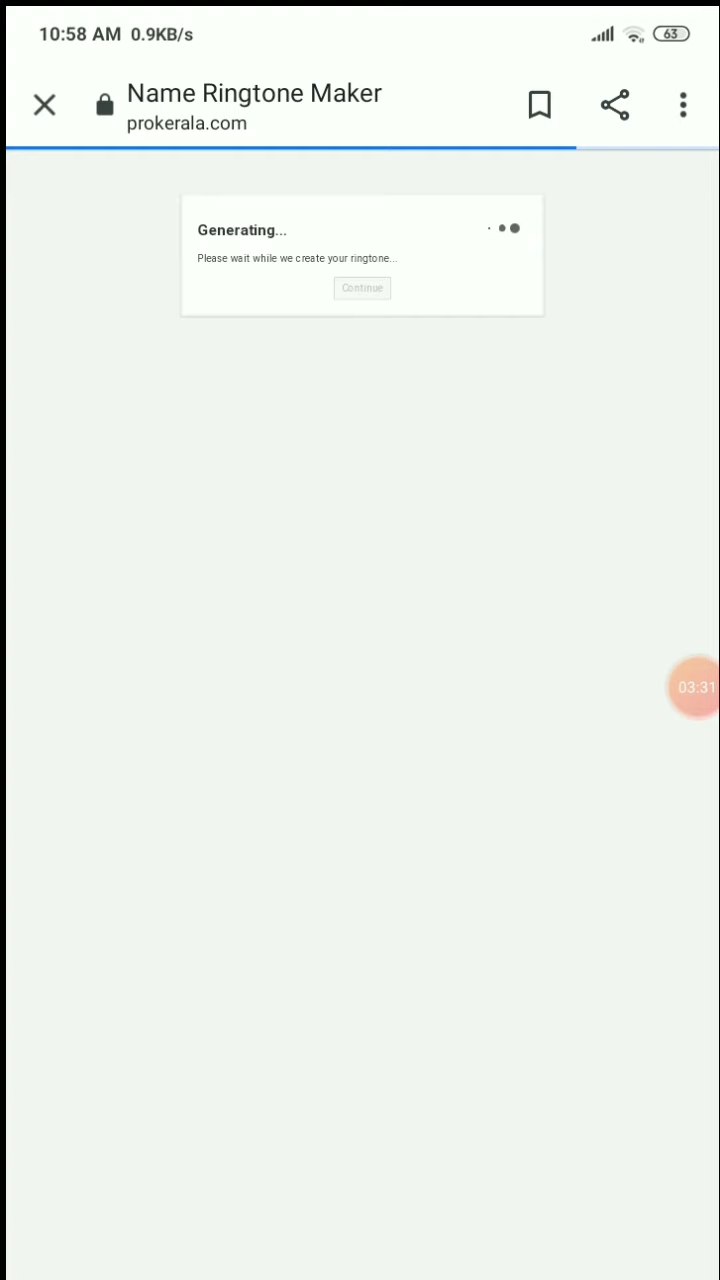 10:58 AM 0.9KB/s
63
Name Ringtone Maker
prokerala.com
Generating...
Please wait while we create your ringtone...
Continue
03:31